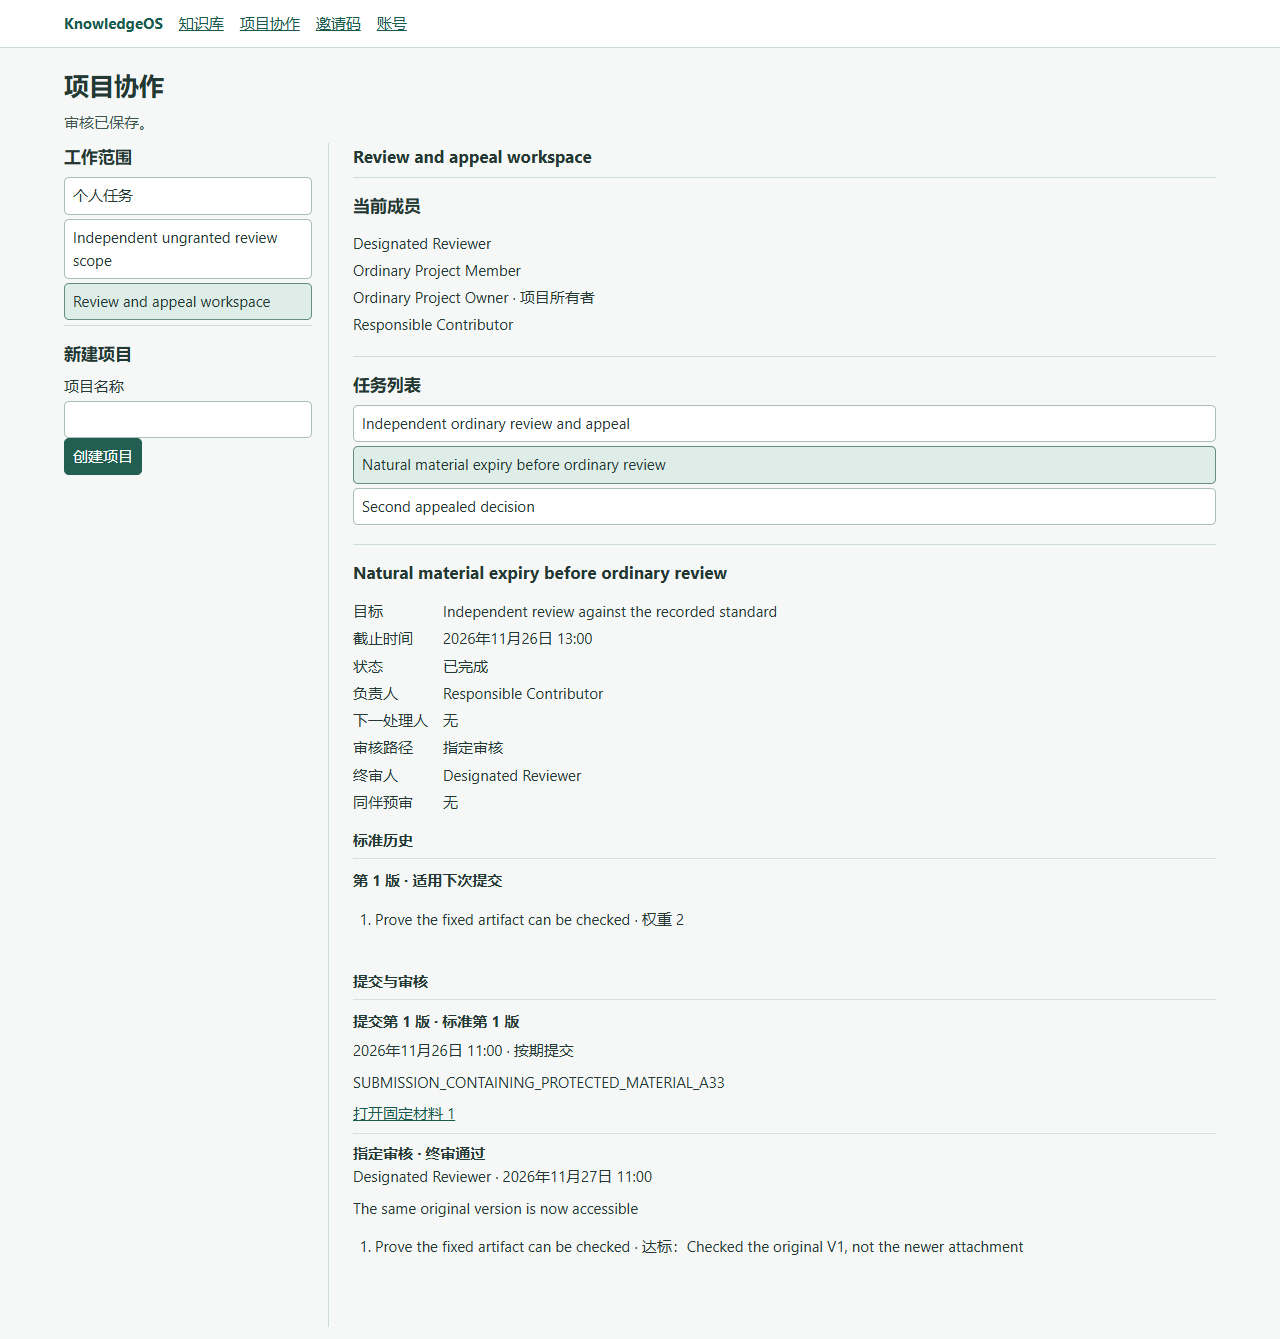 KnowledgeOS 知识库 项目协作 邀请码 账号
项目协作
审核已保存。
工作范围
个人任务
Independent ungranted review
scope
Review and appeal workspace
新建项目
项目名称
创建项目
Review and appeal workspace
当前成员
Designated Reviewer
Ordinary Project Member
Ordinary Project Owner · 项目所有者
Responsible Contributor
任务列表
Independent ordinary review and appeal
Natural material expiry before ordinary review
Second appealed decision
Natural material expiry before ordinary review
目标 Independent review against the recorded standard
截止时间 2026年11月26日 13:00
状态 已完成
负责人 Responsible Contributor
下一处理人 无
审核路径 指定审核
终审人 Designated Reviewer
同伴预审 无
标准历史
第 1 版 · 适用下次提交
1. Prove the fixed artifact can be checked · 权重 2
提交与审核
提交第 1 版 · 标准第 1 版
2026年11月26日 11:00 · 按期提交
SUBMISSION_CONTAINING_PROTECTED_MATERIAL_A33
打开固定材料 1
指定审核 · 终审通过
Designated Reviewer · 2026年11月27日 11:00
The same original version is now accessible
1. Prove the fixed artifact can be checked · 达标：Checked the original V1, not the newer attachment